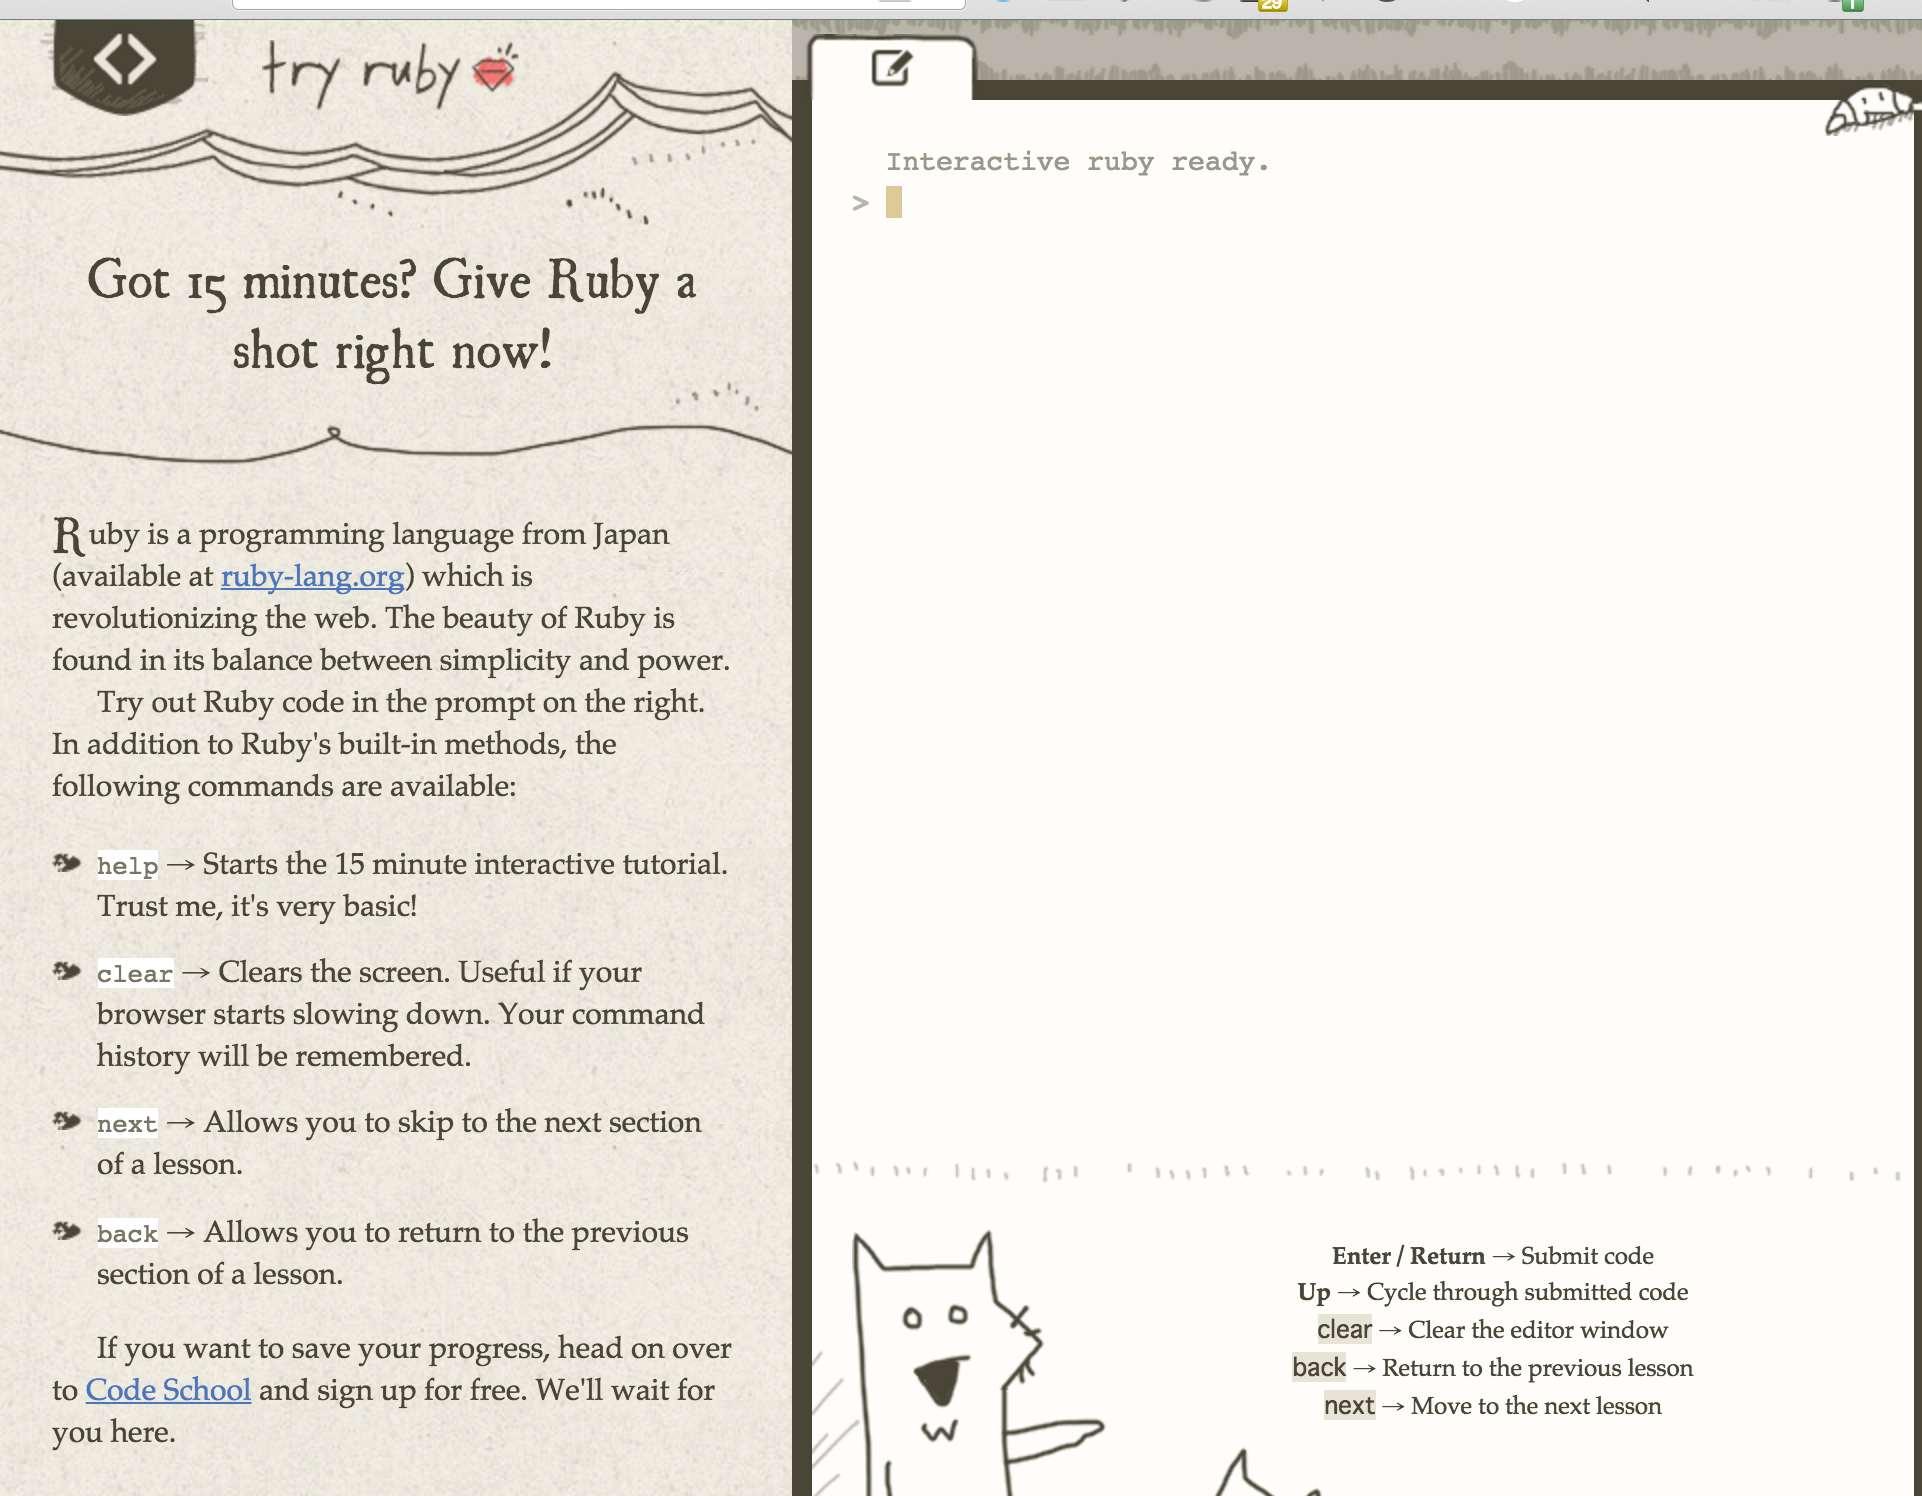 29
try ruby
Got 15 minutes? Give Ruby a
shot right now!
Ruby is a programming language from Japan
(available at ruby-lang.org) which is
revolutionizing the web. The beauty of Ruby is
found in its balance between simplicity and power.
Try out Ruby code in the prompt on the right.
In addition to Ruby's built-in methods, the
following commands are available:
help → Starts the 15 minute interactive tutorial.
Trust me, it's very basic!
clear → Clears the screen. Useful if your
browser starts slowing down. Your command
history will be remembered.
next → Allows you to skip to the next section
of a lesson.
back → Allows you to return to the previous
section of a lesson.
If you want to save your progress, head on over
to Code School and sign up for free. We'll wait for
you here.
Interactive ruby ready.
>
Enter / Return → Submit code
Up → Cycle through submitted code
clear → Clear the editor window
back → Return to the previous lesson
next → Move to the next lesson